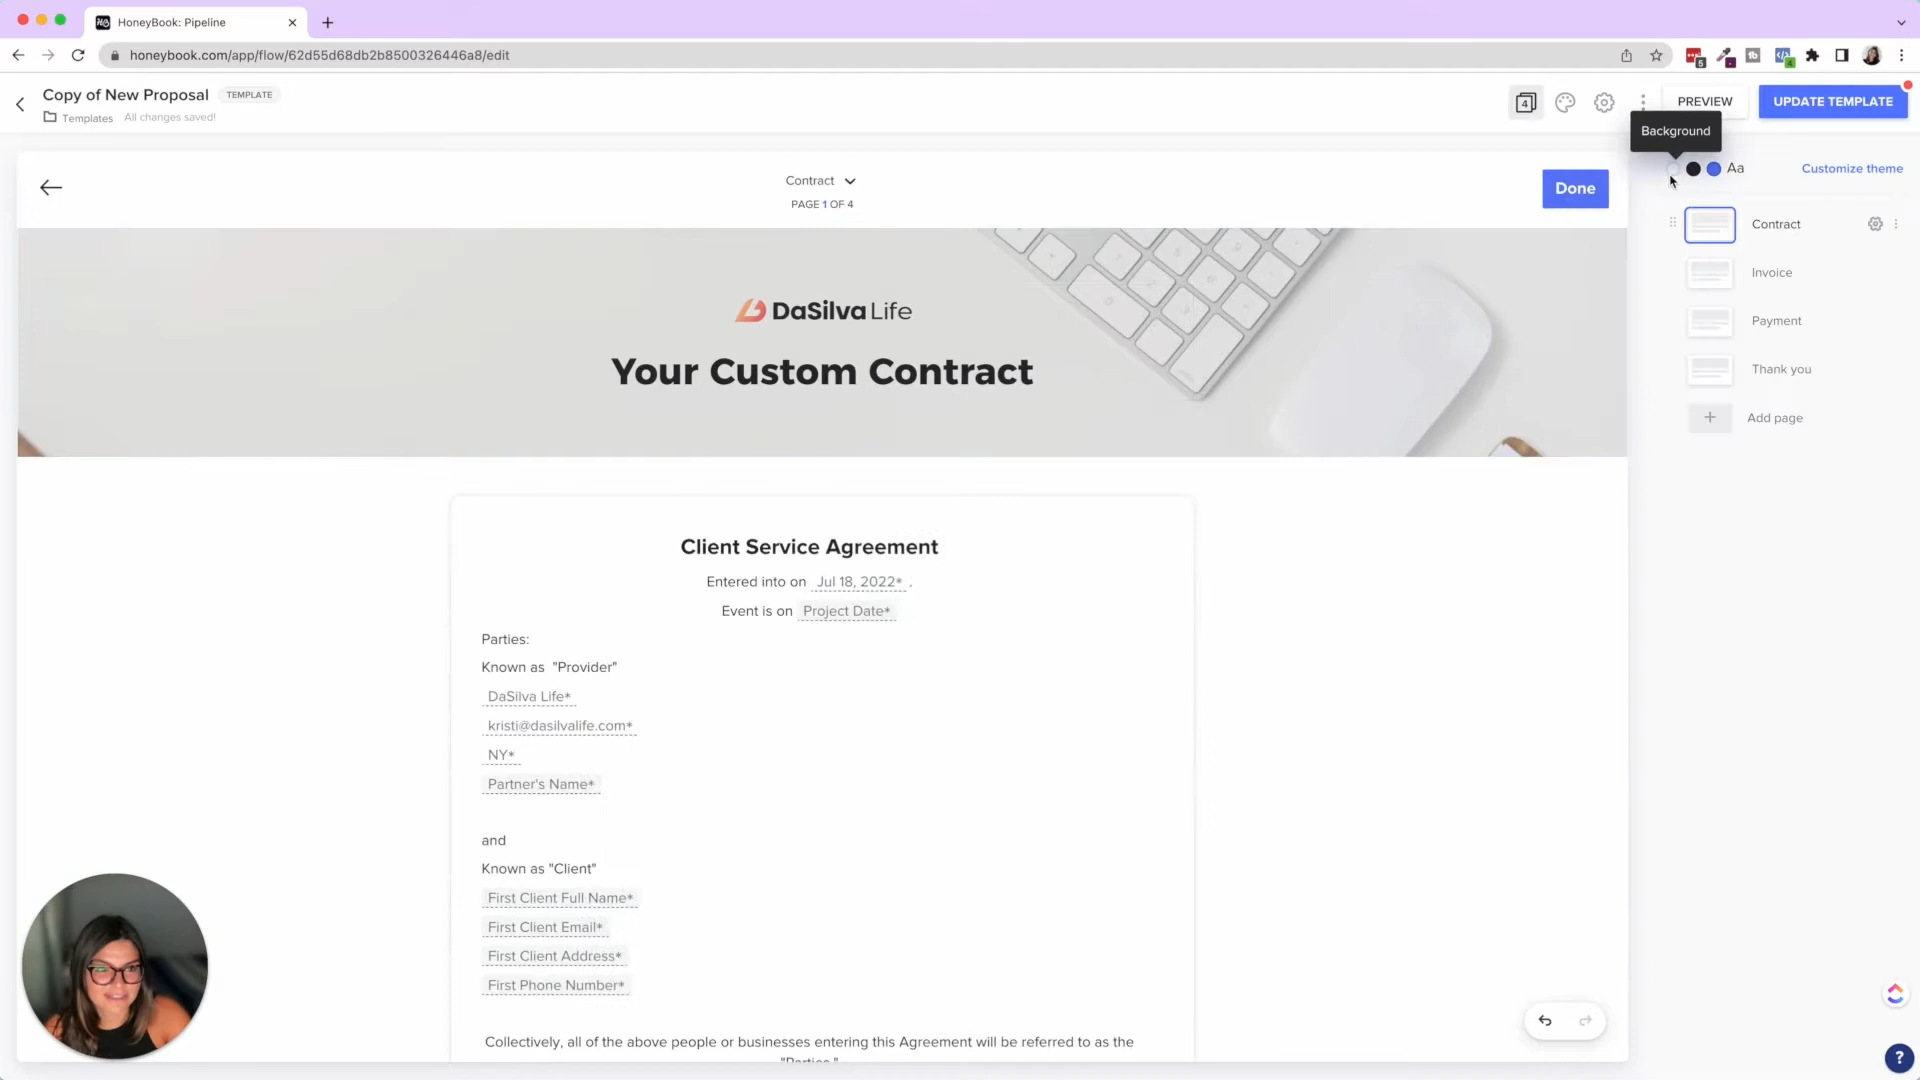 HoneyBook: Pipeline
honeybook.com/app/flow/62d55d68db2b8500326446a8/edit
5
4
Copy of New Proposal TEMPLATE
Templates All changes saved!
4
PREVIEW
UPDATE TEMPLATE
Background
Aa
Customize theme
Contract
PAGE 1 OF 4
Done
Contract
Invoice
Payment
Thank you
Add page
DaSilva Life
Your Custom Contract
Client Service Agreement
Entered into on Jul 18, 2022* .
Event is on Project Date*
Parties:
Known as "Provider"
DaSilva Life*
kristi@dasilvalife.com*
NY*
Partner's Name*
and
Known as "Client"
First Client Full Name*
First Client Email*
First Client Address*
First Phone Number*
Collectively, all of the above people or businesses entering this Agreement will be referred to as the
"Parties."
?